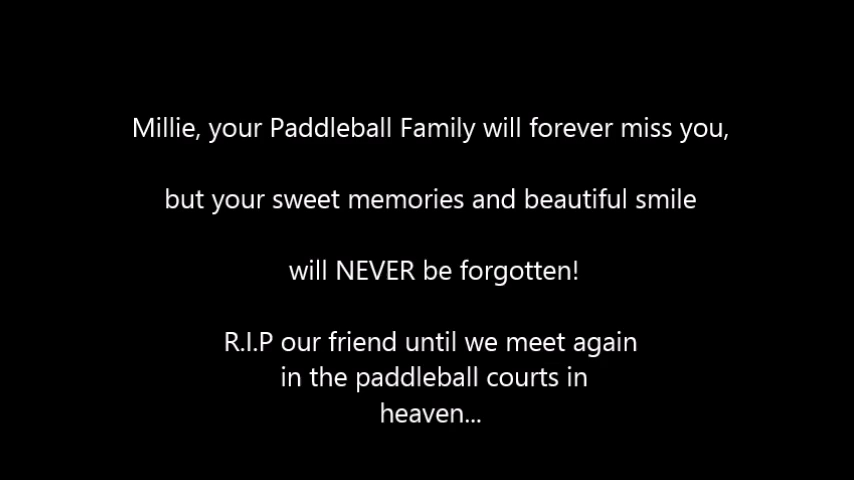 Millie, your Paddleball Family will forever miss you,
but your sweet memories and beautiful smile
will NEVER be forgotten!
R.I.P our friend until we meet again
in the paddleball courts in
heaven...